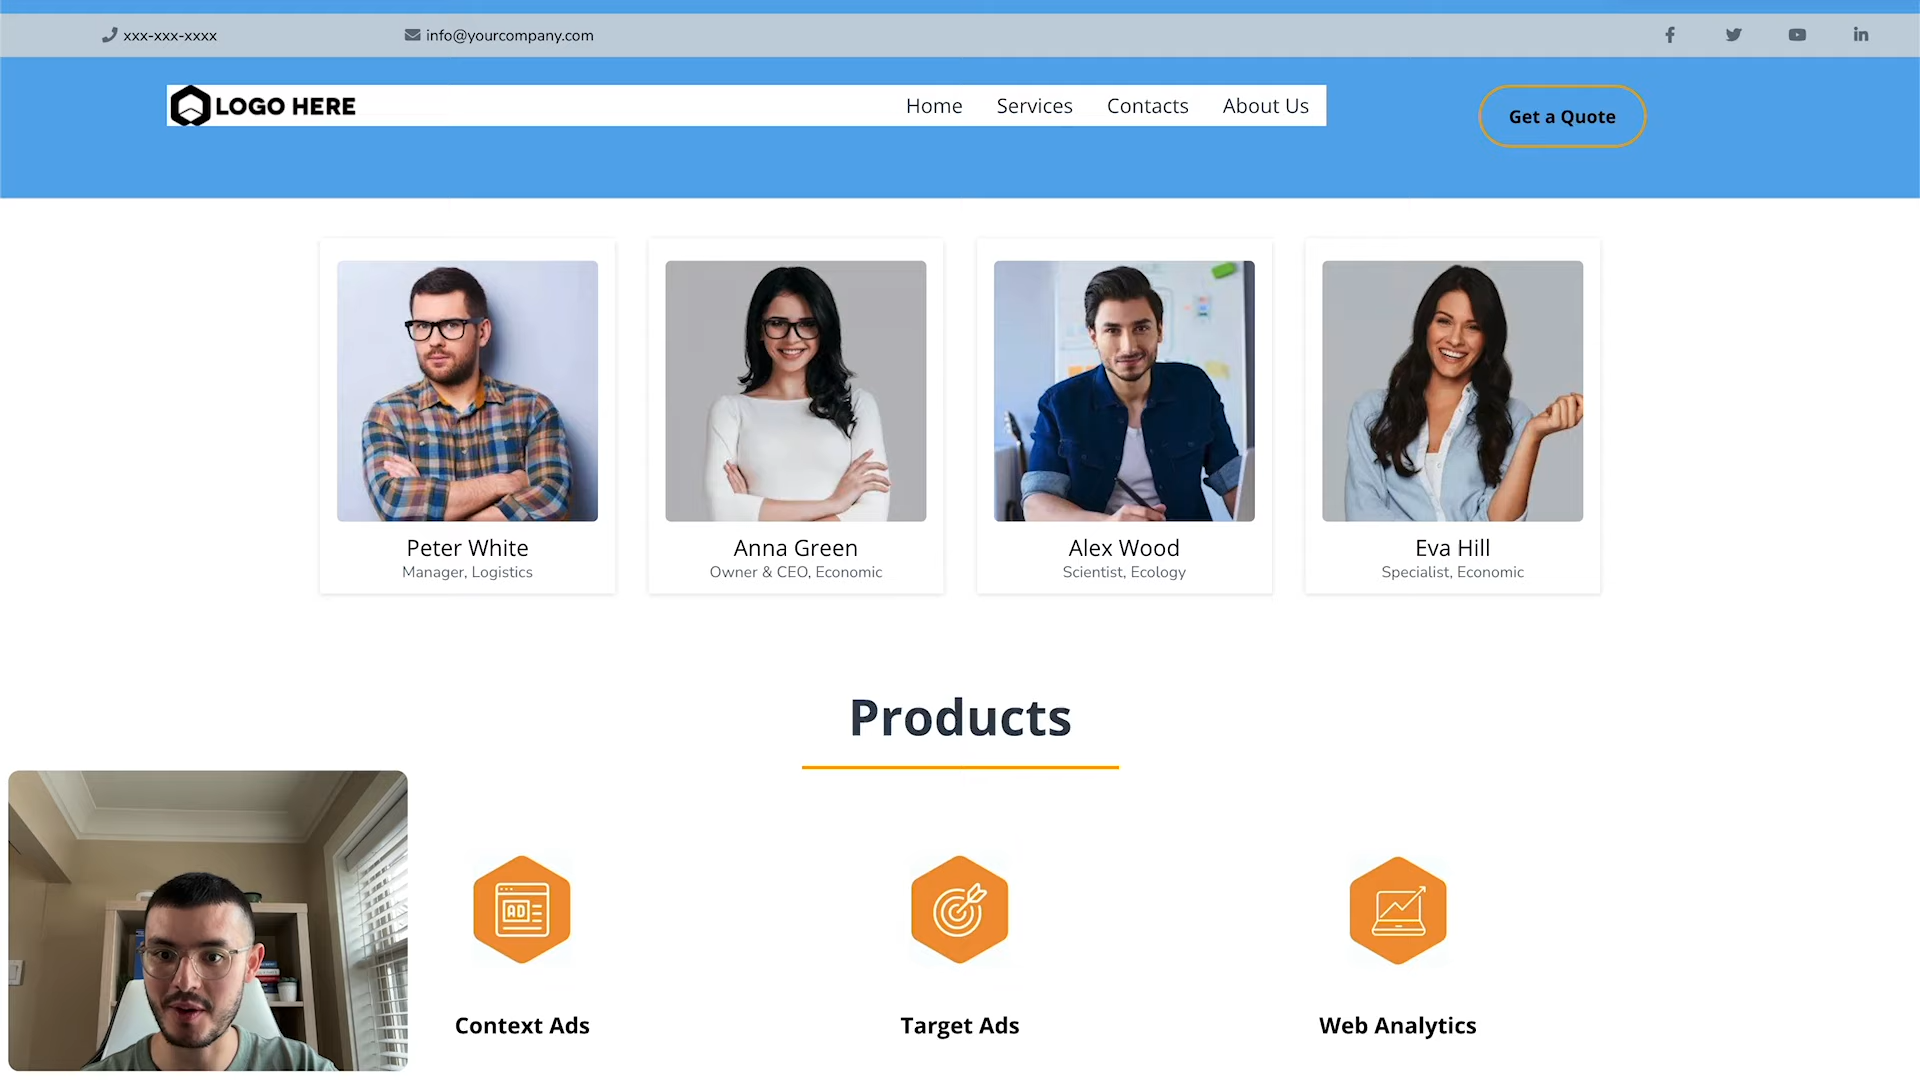 xxx-xxx-xxxx
info@yourcompany.com
LOGO HERE
Home
Services
Contacts
About Us
Get a Quote
Peter White
Manager, Logistics
Anna Green
Owner & CEO, Economic
Alex Wood
Scientist, Ecology
Eva Hill
Specialist, Economic
Products
AD
Context Ads
Target Ads
Web Analytics